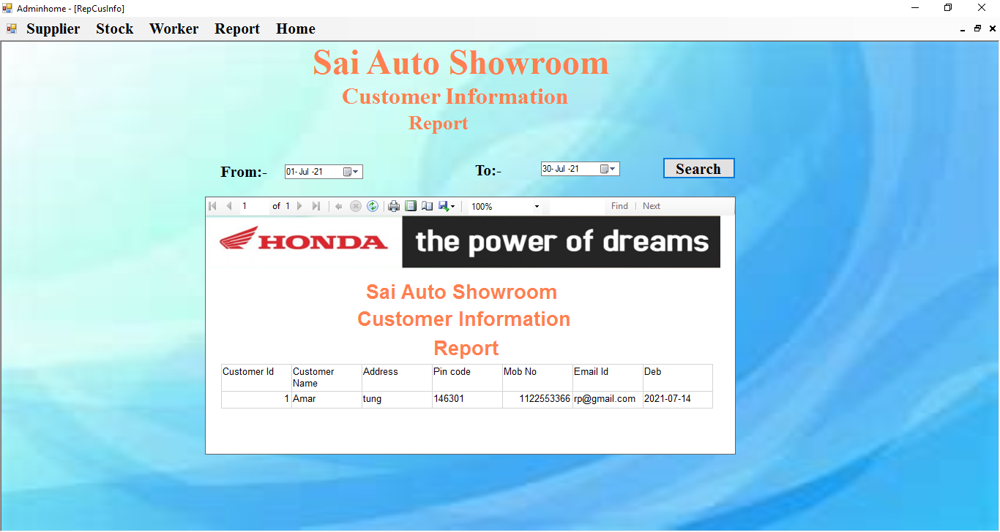 Adminhome - [RepCusInfo]
Supplier Stock Worker Report Home
Sai Auto Showroom
Customer Information
Report
From:- 01- Jul -21 To:- 30- Jul -21 Search
1 of 1 100% Find | Next
HONDA the power of dreams
Sai Auto Showroom
Customer Information
Report
Customer Id Customer Name Address Pin code Mob No Email Id Deb
1 Amar tung 146301 1122553366 rp@gmail.com 2021-07-14